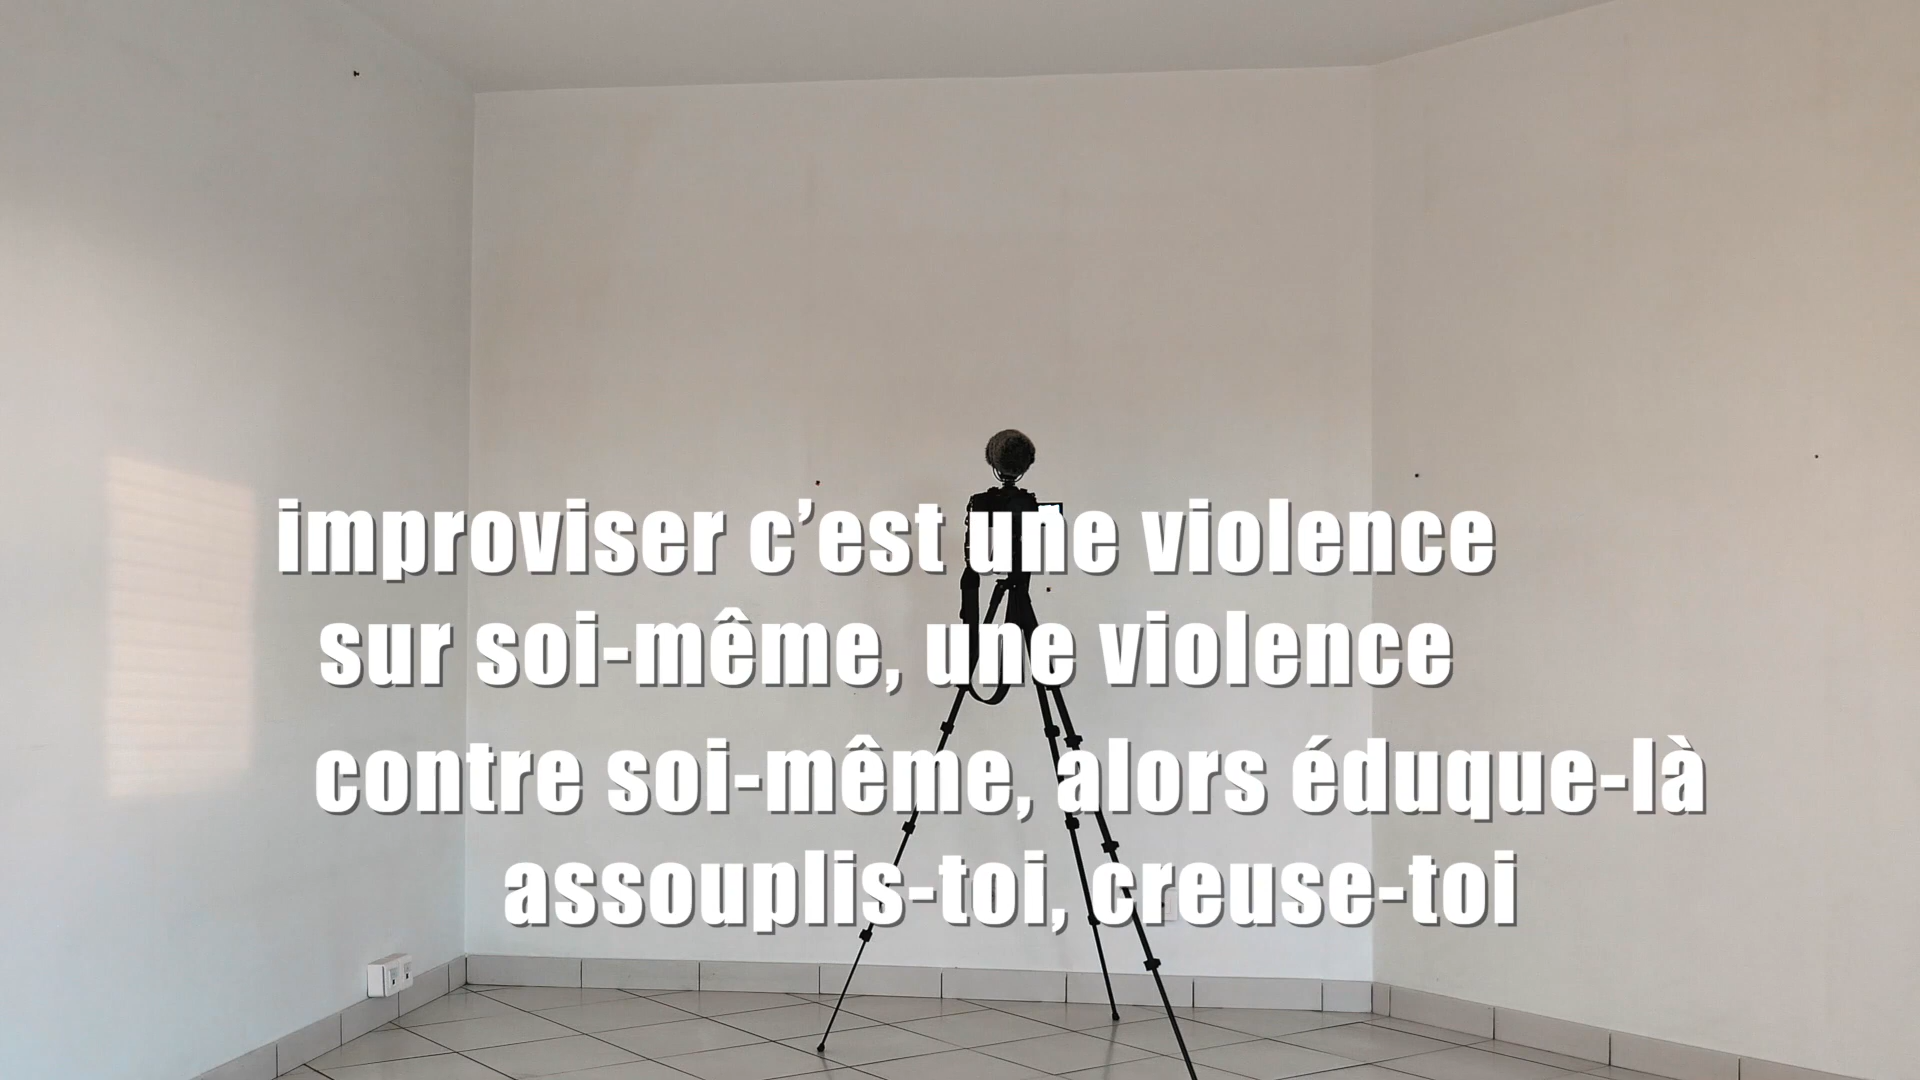 improviser c’est une violence
sur soi-même, une violence
contre soi-même, alors éduque-là
assouplis-toi, creuse-toi